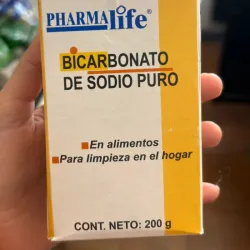 PHARMAlife®
BICARBONATO
DE SODIO PURO
En alimentos
Para limpieza en el hogar
CONT. NETO: 200 g